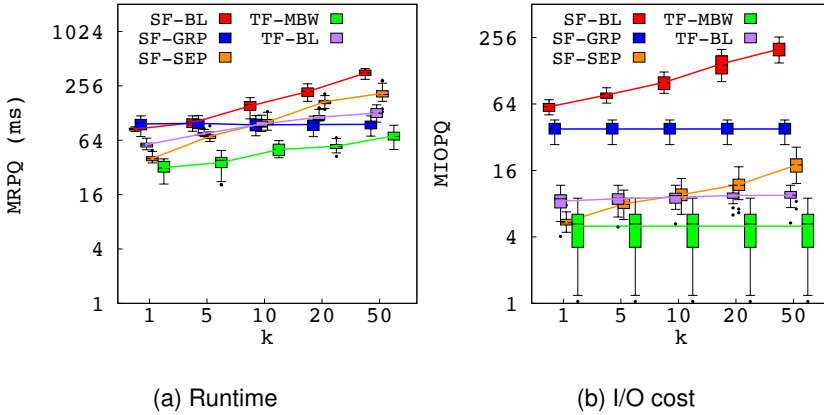 SF-BL
SF-GRP
SF-SEP
TF-MBW
TF-BL
MRPQ (ms)
1024
256
64
16
4
1
1 5 10 20 50
k
(a) Runtime
SF-BL
SF-GRP
SF-SEP
TF-MBW
TF-BL
MIOPQ
256
64
16
4
1
1 5 10 20 50
k
(b) I/O cost